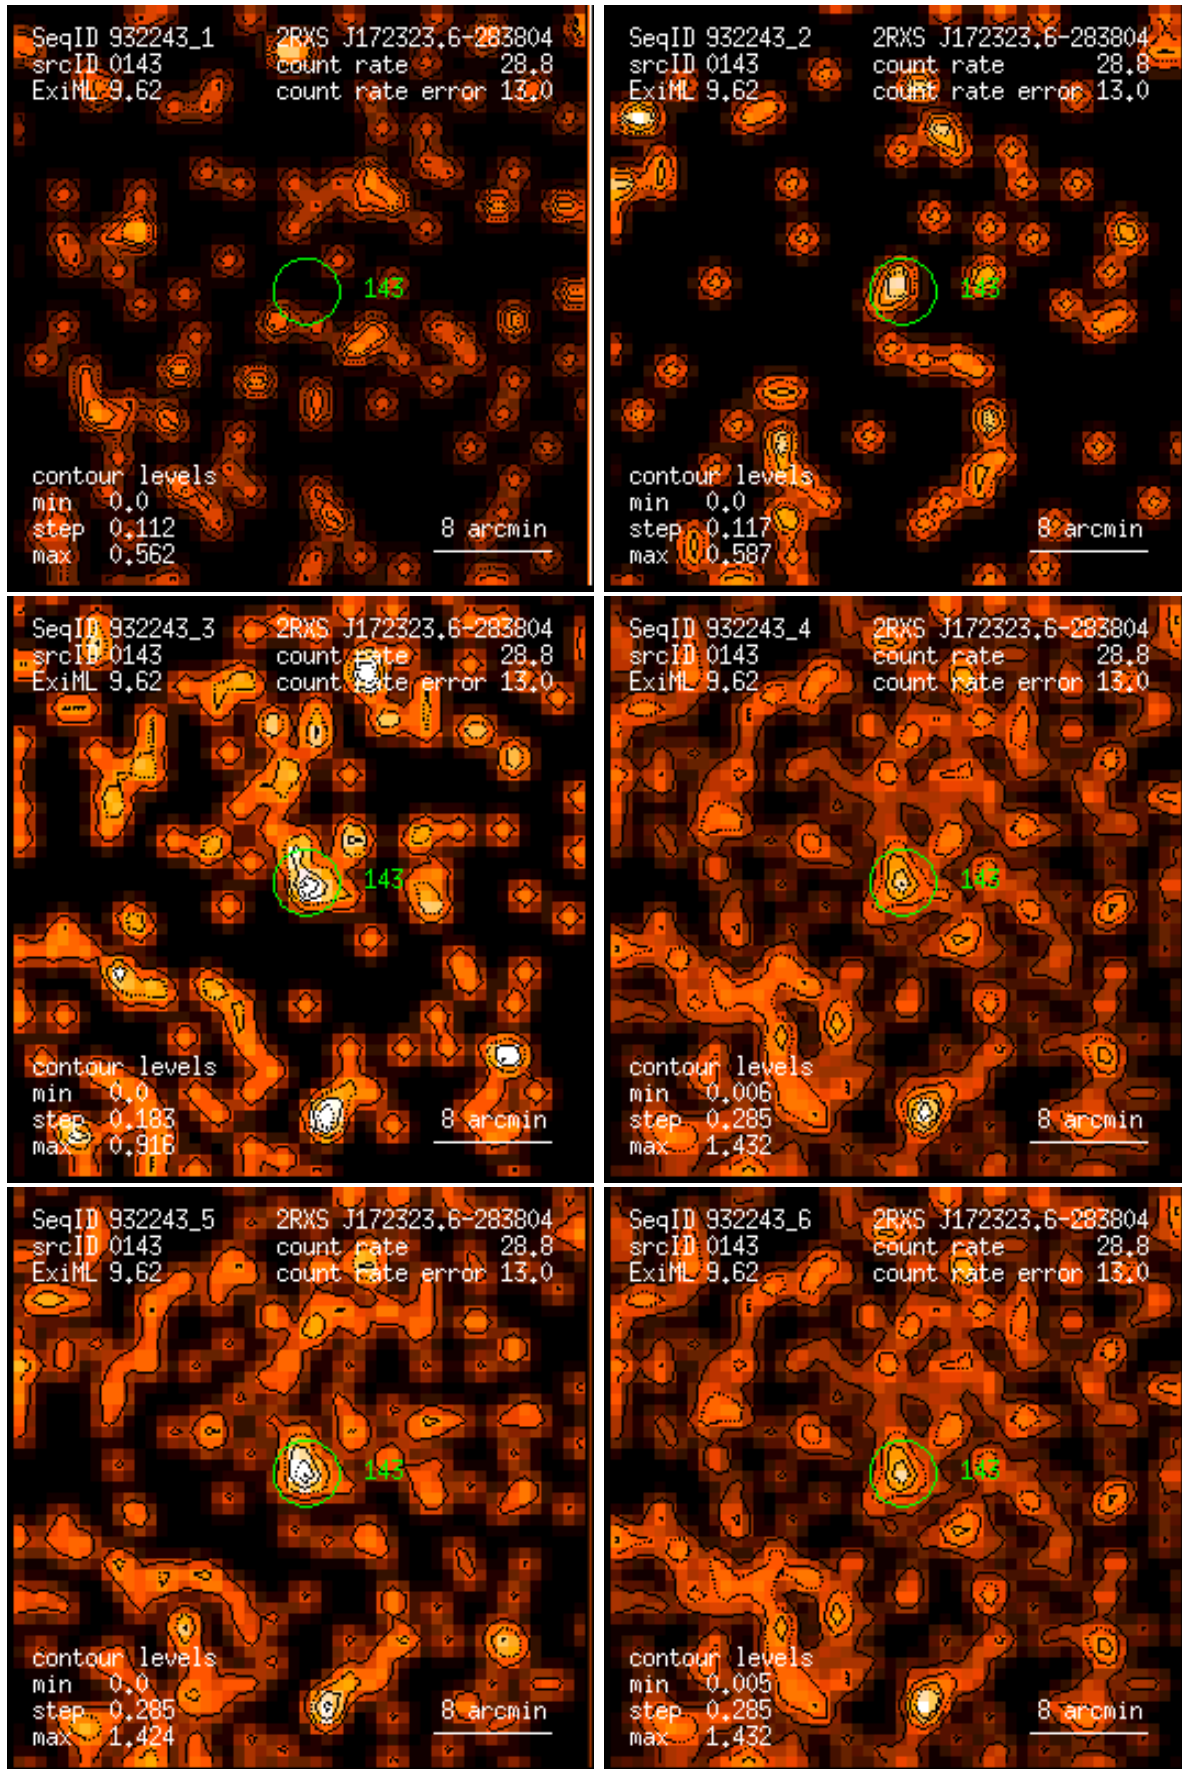 SeqID 932243_1 2RXS J172323.6-283804
srcID 0143 count rate 28.8
ExiML 9.62 count rate error 13.0
143
contour levels
min 0.0
step 0.112 8 arcmin
max 0.562
SeqID 932243_2 2RXS J172323.6-283804
srcID 0143 count rate 28.8
ExiML 9.62 count rate error 13.0
143
contour levels
min 0.0
step 0.117 8 arcmin
max 0.587
SeqID 932243_3 2RXS J172323.6-283804
srcID 0143 count rate 28.8
ExiML 9.62 count rate error 13.0
143
contour levels
min 0.0
step 0.183 8 arcmin
max 0.916
SeqID 932243_4 2RXS J172323.6-283804
srcID 0143 count rate 28.8
ExiML 9.62 count rate error 13.0
143
contour levels
min 0.006
step 0.285 8 arcmin
max 1.432
SeqID 932243_5 2RXS J172323.6-283804
srcID 0143 count rate 28.8
ExiML 9.62 count rate error 13.0
143
contour levels
min 0.0
step 0.285 8 arcmin
max 1.424
SeqID 932243_6 2RXS J172323.6-283804
srcID 0143 count rate 28.8
ExiML 9.62 count rate error 13.0
143
contour levels
min 0.005
step 0.285 8 arcmin
max 1.432